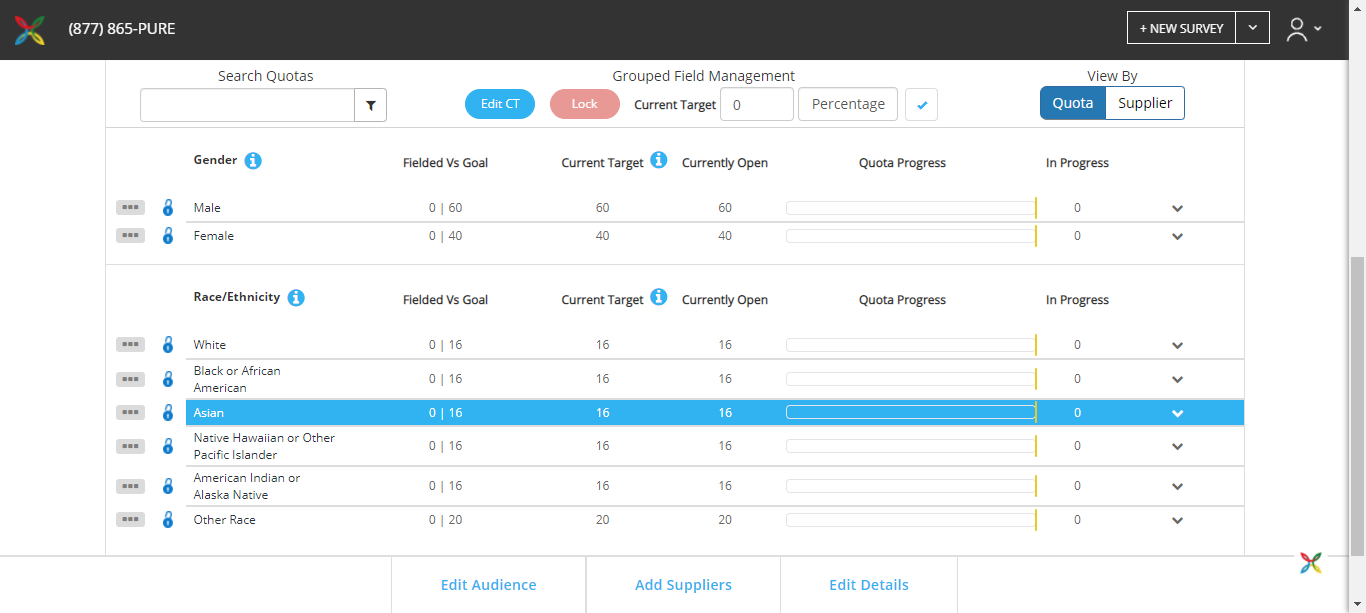 (877) 865-PURE
+ NEW SURVEY
Search Quotas
Grouped Field Management
View By
Edit CT
Lock
Current Target
0
Percentage
Quota
Supplier
Gender Fielded Vs Goal Current Target Currently Open Quota Progress In Progress
Male 0 | 60 60 60 0
Female 0 | 40 40 40 0
Race/Ethnicity Fielded Vs Goal Current Target Currently Open Quota Progress In Progress
White 0 | 16 16 16 0
Black or African
American 0 | 16 16 16 0
Asian 0 | 16 16 16 0
Native Hawaiian or Other
Pacific Islander 0 | 16 16 16 0
American Indian or
Alaska Native 0 | 16 16 16 0
Other Race 0 | 20 20 20 0
Edit Audience
Add Suppliers
Edit Details